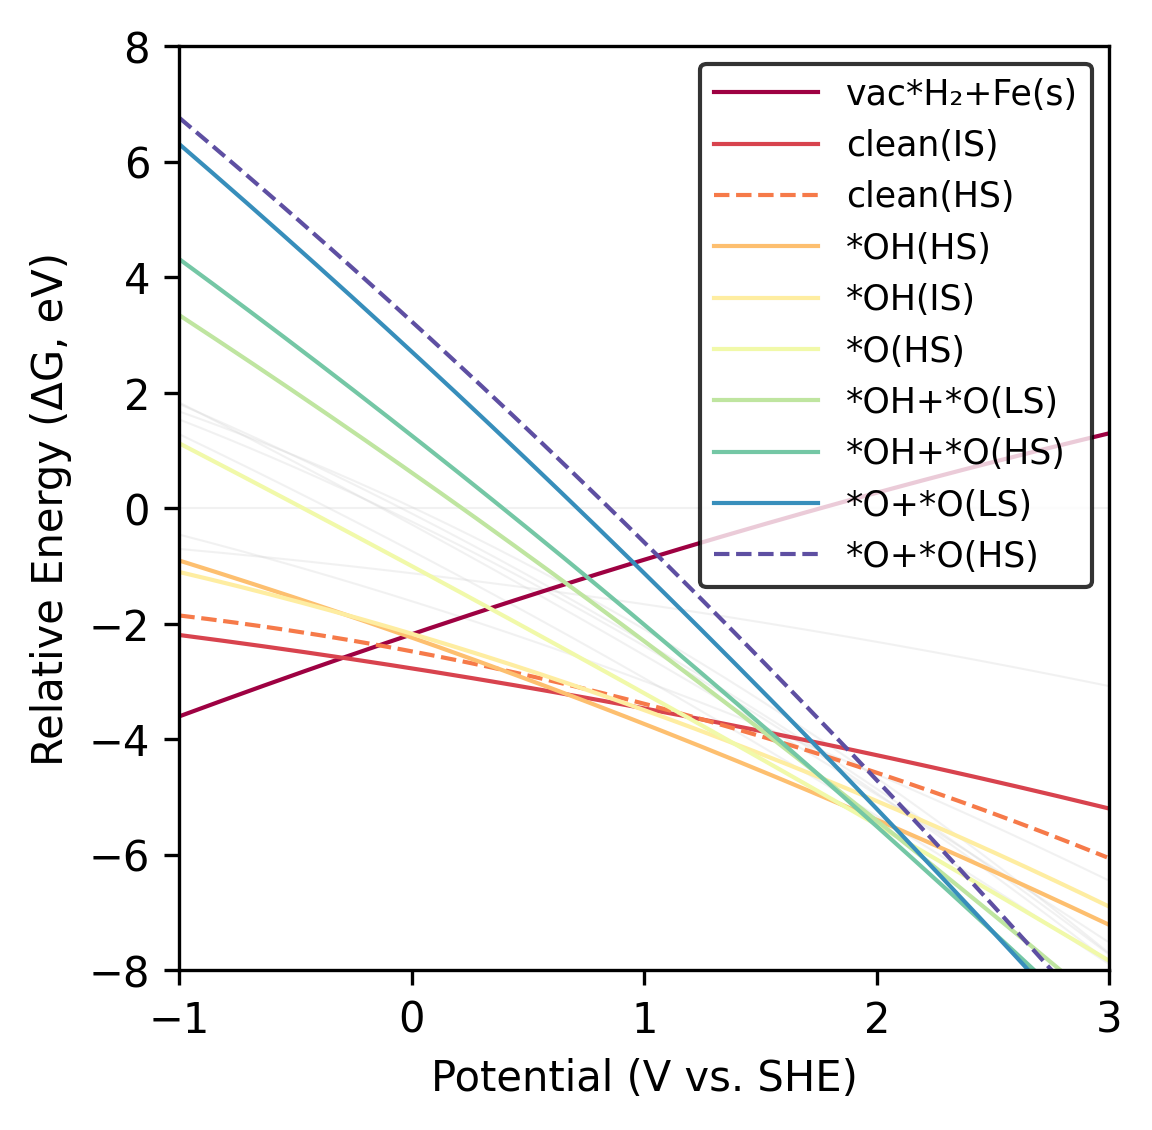 8
6
4
2
0
−2
−4
−6
−8
Relative Energy (ΔG, eV)
vac*H₂+Fe(s)
clean(IS)
clean(HS)
*OH(HS)
*OH(IS)
*O(HS)
*OH+*O(LS)
*OH+*O(HS)
*O+*O(LS)
*O+*O(HS)
−1 0 1 2 3
Potential (V vs. SHE)